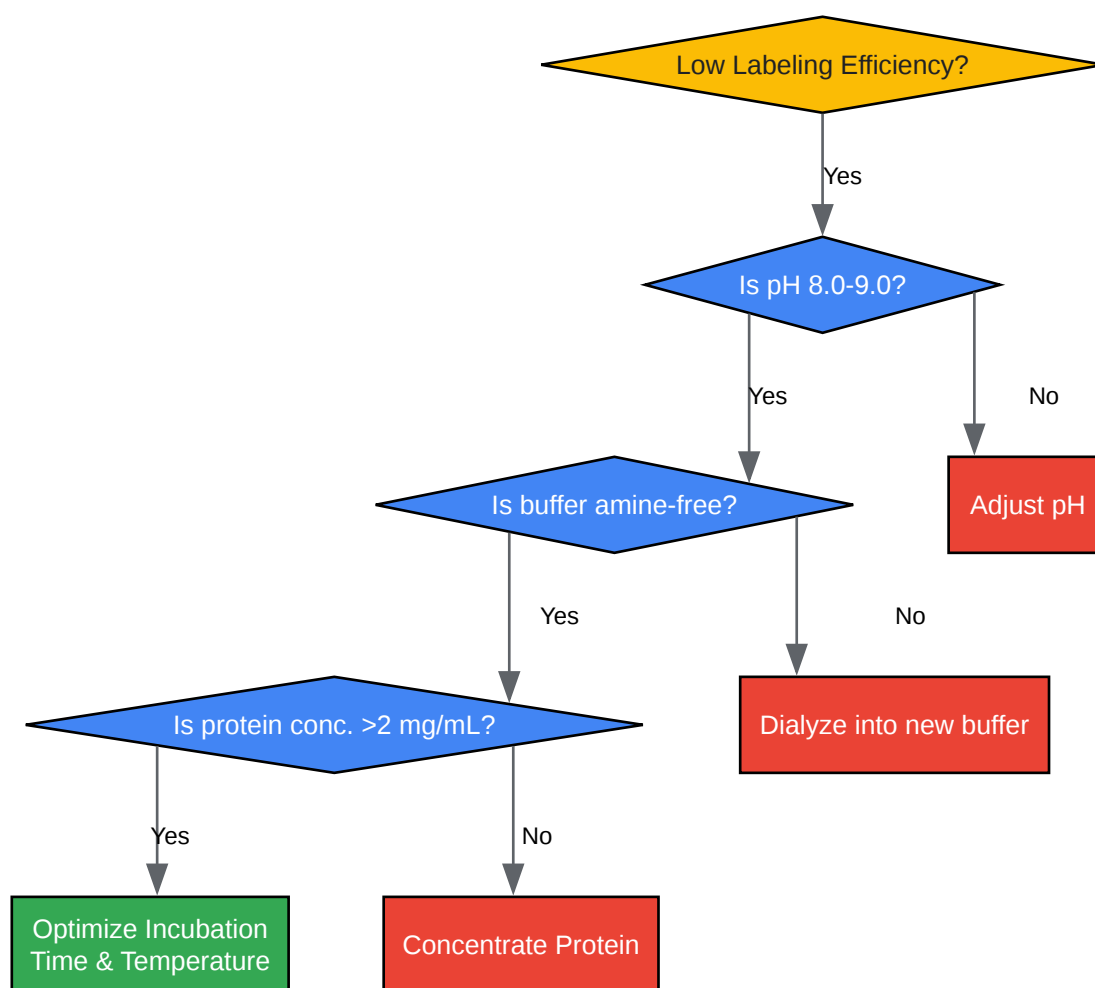 Low Labeling Efficiency?
Yes
Is pH 8.0-9.0?
Yes
No
Is buffer amine-free?
Adjust pH
Yes
No
Is protein conc. >2 mg/mL?
Dialyze into new buffer
Yes
No
Optimize Incubation
Time & Temperature
Concentrate Protein